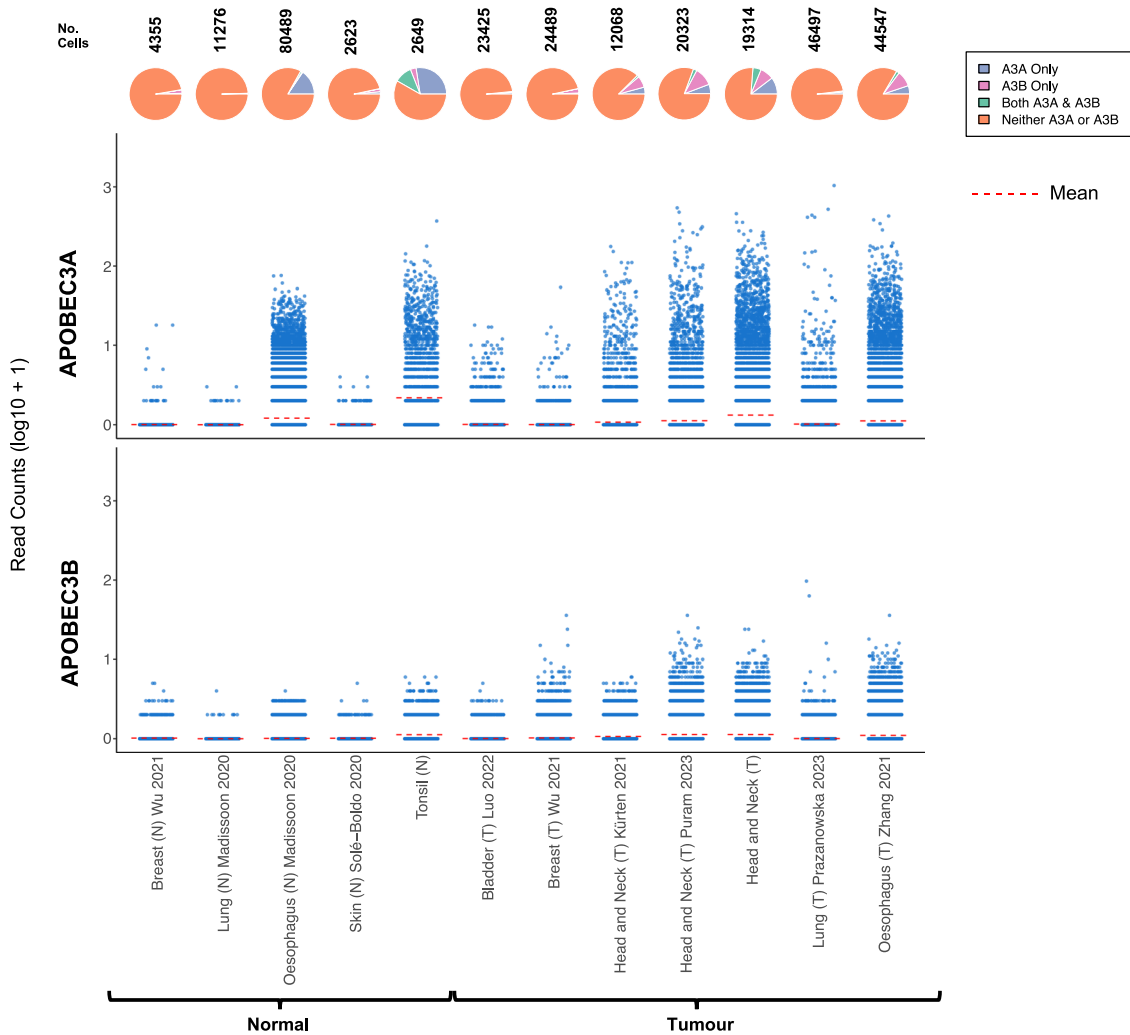 No.
Cells
4355
11276
80489
2623
2649
23425
24489
12068
20323
19314
46497
44547
A3A Only
A3B Only
Both A3A & A3B
Neither A3A or A3B
Mean
Read Counts (log10 + 1)
APOBEC3A
3
2
1
0
APOBEC3B
3
2
1
0
Breast (N) Wu 2021
Lung (N) Madissoon 2020
Oesophagus (N) Madissoon 2020
Skin (N) Solé−Boldo 2020
Tonsil (N)
Bladder (T) Luo 2022
Breast (T) Wu 2021
Head and Neck (T) Kürten 2021
Head and Neck (T) Puram 2023
Head and Neck (T)
Lung (T) Prazanowska 2023
Oesophagus (T) Zhang 2021
Normal
Tumour